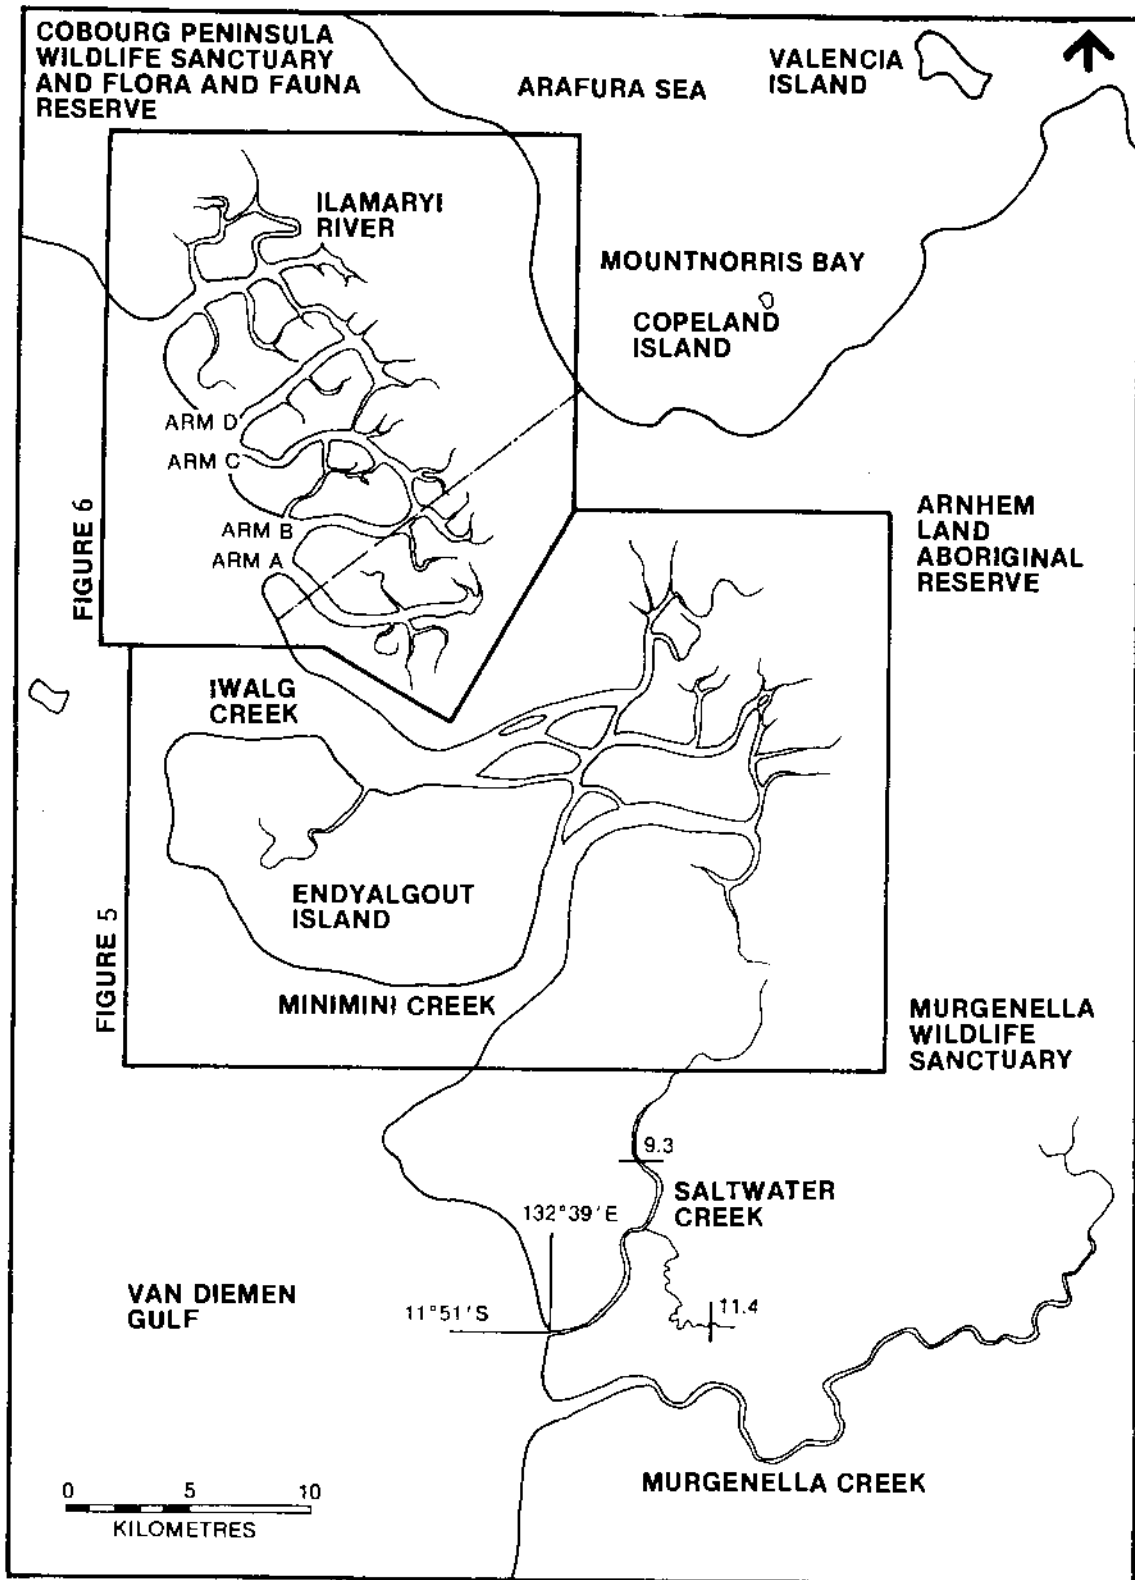 COBOURG PENINSULA
WILDLIFE SANCTUARY
AND FLORA AND FAUNA
RESERVE
ARAFURA SEA
VALENCIA
ISLAND
ILAMARYI
RIVER
MOUNTNORRIS BAY
COPELAND
ISLAND
ARM D
ARM C
ARM B
ARM A
FIGURE 6
ARNHEM
LAND
ABORIGINAL
RESERVE
IWALG
CREEK
ENDYALGOUT
ISLAND
FIGURE 5
MINIMINI CREEK
MURGENELLA
WILDLIFE
SANCTUARY
9.3
SALTWATER
CREEK
132°39'E
VAN DIEMEN
GULF
11°51'S
11.4
MURGENELLA CREEK
0 5 10
KILOMETRES